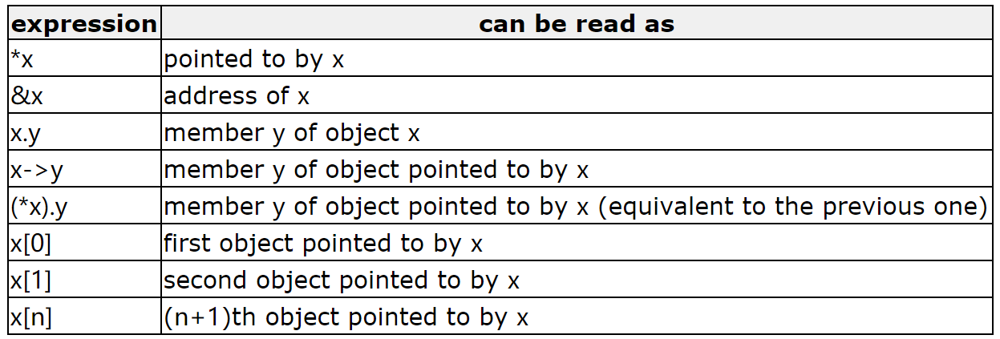 expression can be read as
*x pointed to by x
&x address of x
x.y member y of object x
x->y member y of object pointed to by x
(*x).y member y of object pointed to by x (equivalent to the previous one)
x[0] first object pointed to by x
x[1] second object pointed to by x
x[n] (n+1)th object pointed to by x